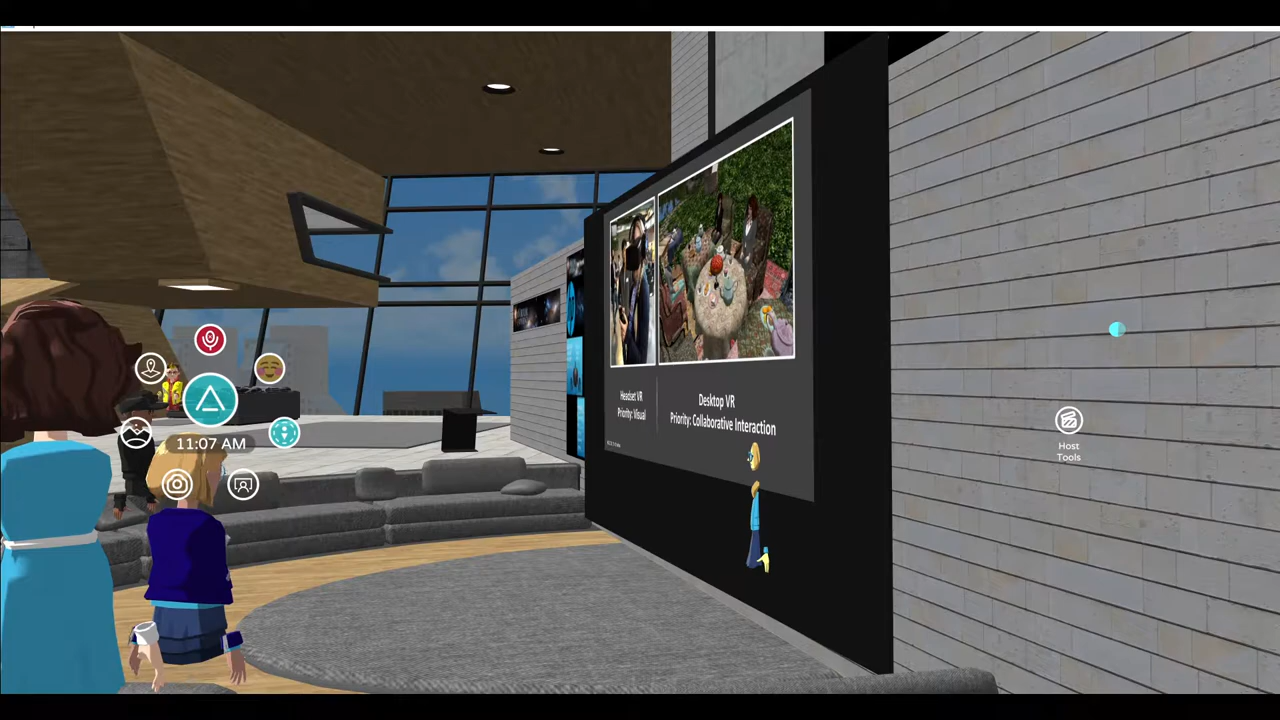 Headset VR
Priority: Visual
Desktop VR
Priority: Collaborative Interaction
11:07 AM
Host
Tools